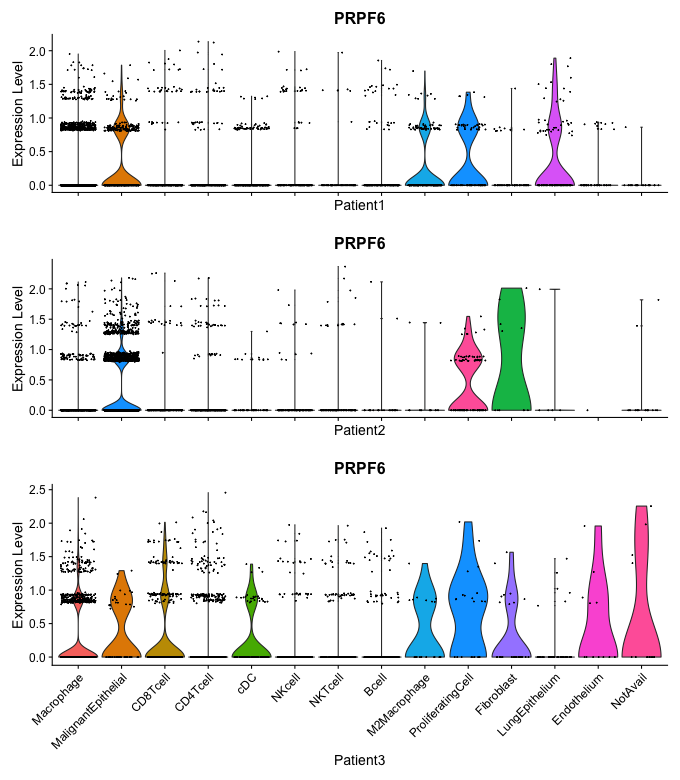 PRPF6
Expression Level
2.0
1.5
1.0
0.5
0.0
Patient1
PRPF6
Expression Level
2.0
1.5
1.0
0.5
0.0
Patient2
PRPF6
Expression Level
2.5
2.0
1.5
1.0
0.5
0.0
Macrophage
MalignantEpithelial
CD8Tcell
CD4Tcell
cDC
NKcell
NKTcell
Bcell
M2Macrophage
ProliferatingCell
Fibroblast
LungEpithelium
Endothelium
NotAvail
Patient3